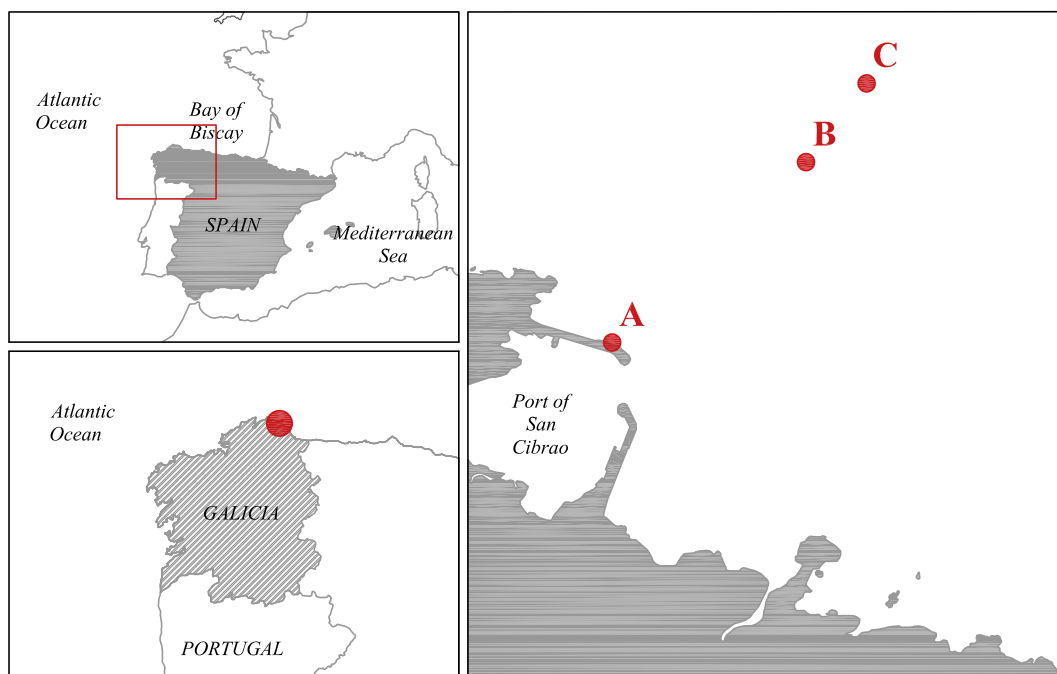 Atlantic
Ocean
Bay of
Biscay
SPAIN
Mediterranean
Sea
Atlantic
Ocean
GALICIA
PORTUGAL
C
B
A
Port of
San
Cibrao